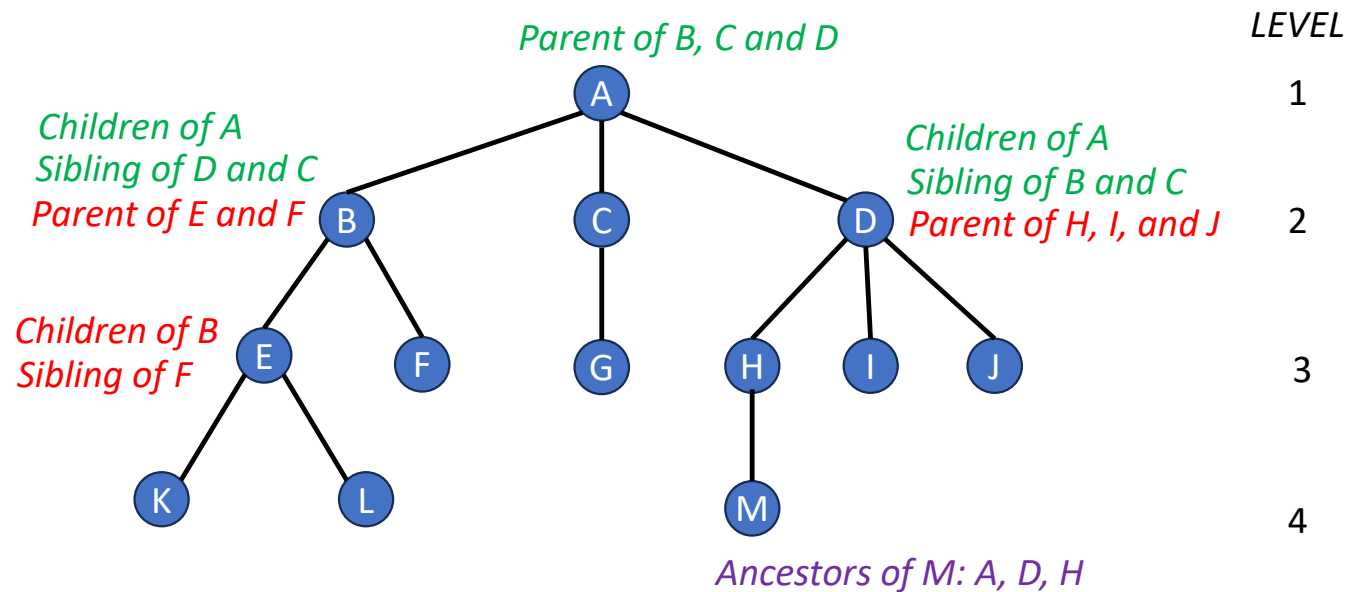 LEVEL
Parent of B, C and D
A
1
Children of A
Sibling of D and C
Parent of E and F
B
C
D
Children of A
Sibling of B and C
Parent of H, I, and J
2
Children of B
Sibling of F
E
F
G
H
I
J
3
K
L
M
4
Ancestors of M: A, D, H